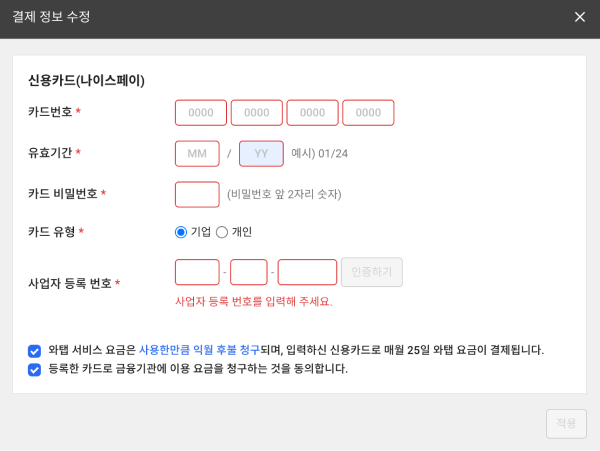 결제 정보 수정
신용카드(나이스페이)
카드번호 * 0000 0000 0000 0000
유효기간 * MM / YY 예시) 01/24
카드 비밀번호 * (비밀번호 앞 2자리 숫자)
카드 유형 * 기업 개인
사업자 등록 번호 * - - 인증하기
사업자 등록 번호를 입력해 주세요.
와탭 서비스 요금은 사용한만큼 익월 후불 청구되며, 입력하신 신용카드로 매월 25일 와탭 요금이 결제됩니다.
등록한 카드로 금융기관에 이용 요금을 청구하는 것을 동의합니다.
적용